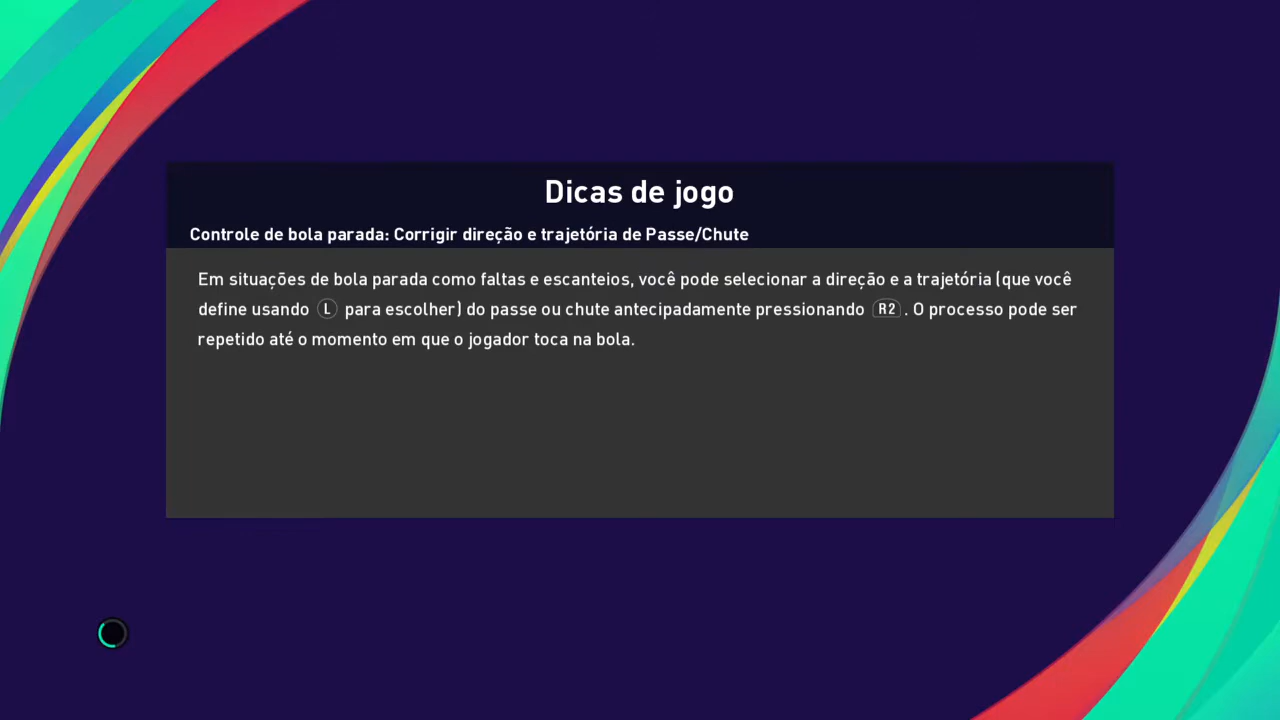 Dicas de jogo
Controle de bola parada: Corrigir direção e trajetória de Passe/Chute
Em situações de bola parada como faltas e escanteios, você pode selecionar a direção e a trajetória (que você
define usando L para escolher) do passe ou chute antecipadamente pressionando R2. O processo pode ser
repetido até o momento em que o jogador toca na bola.